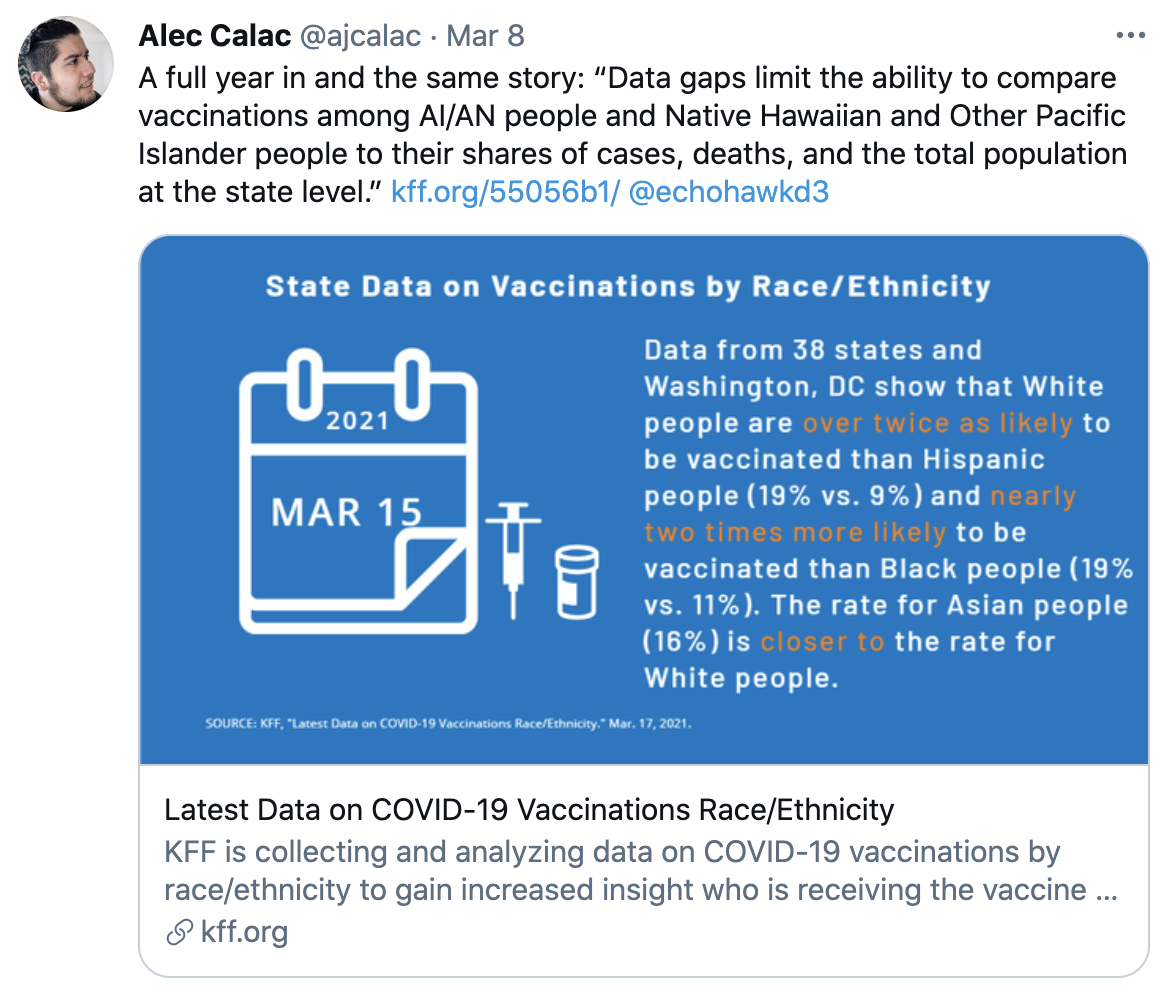 Alec Calac @ajcalac · Mar 8
A full year in and the same story: “Data gaps limit the ability to compare
vaccinations among AI/AN people and Native Hawaiian and Other Pacific
Islander people to their shares of cases, deaths, and the total population
at the state level.” kff.org/55056b1/ @echohawkd3
State Data on Vaccinations by Race/Ethnicity
2021
MAR 15
Data from 38 states and
Washington, DC show that White
people are over twice as likely to
be vaccinated than Hispanic
people (19% vs. 9%) and nearly
two times more likely to be
vaccinated than Black people (19%
vs. 11%). The rate for Asian people
(16%) is closer to the rate for
White people.
SOURCE: KFF, "Latest Data on COVID-19 Vaccinations Race/Ethnicity." Mar. 17, 2021.
Latest Data on COVID-19 Vaccinations Race/Ethnicity
KFF is collecting and analyzing data on COVID-19 vaccinations by
race/ethnicity to gain increased insight who is receiving the vaccine ...
kff.org